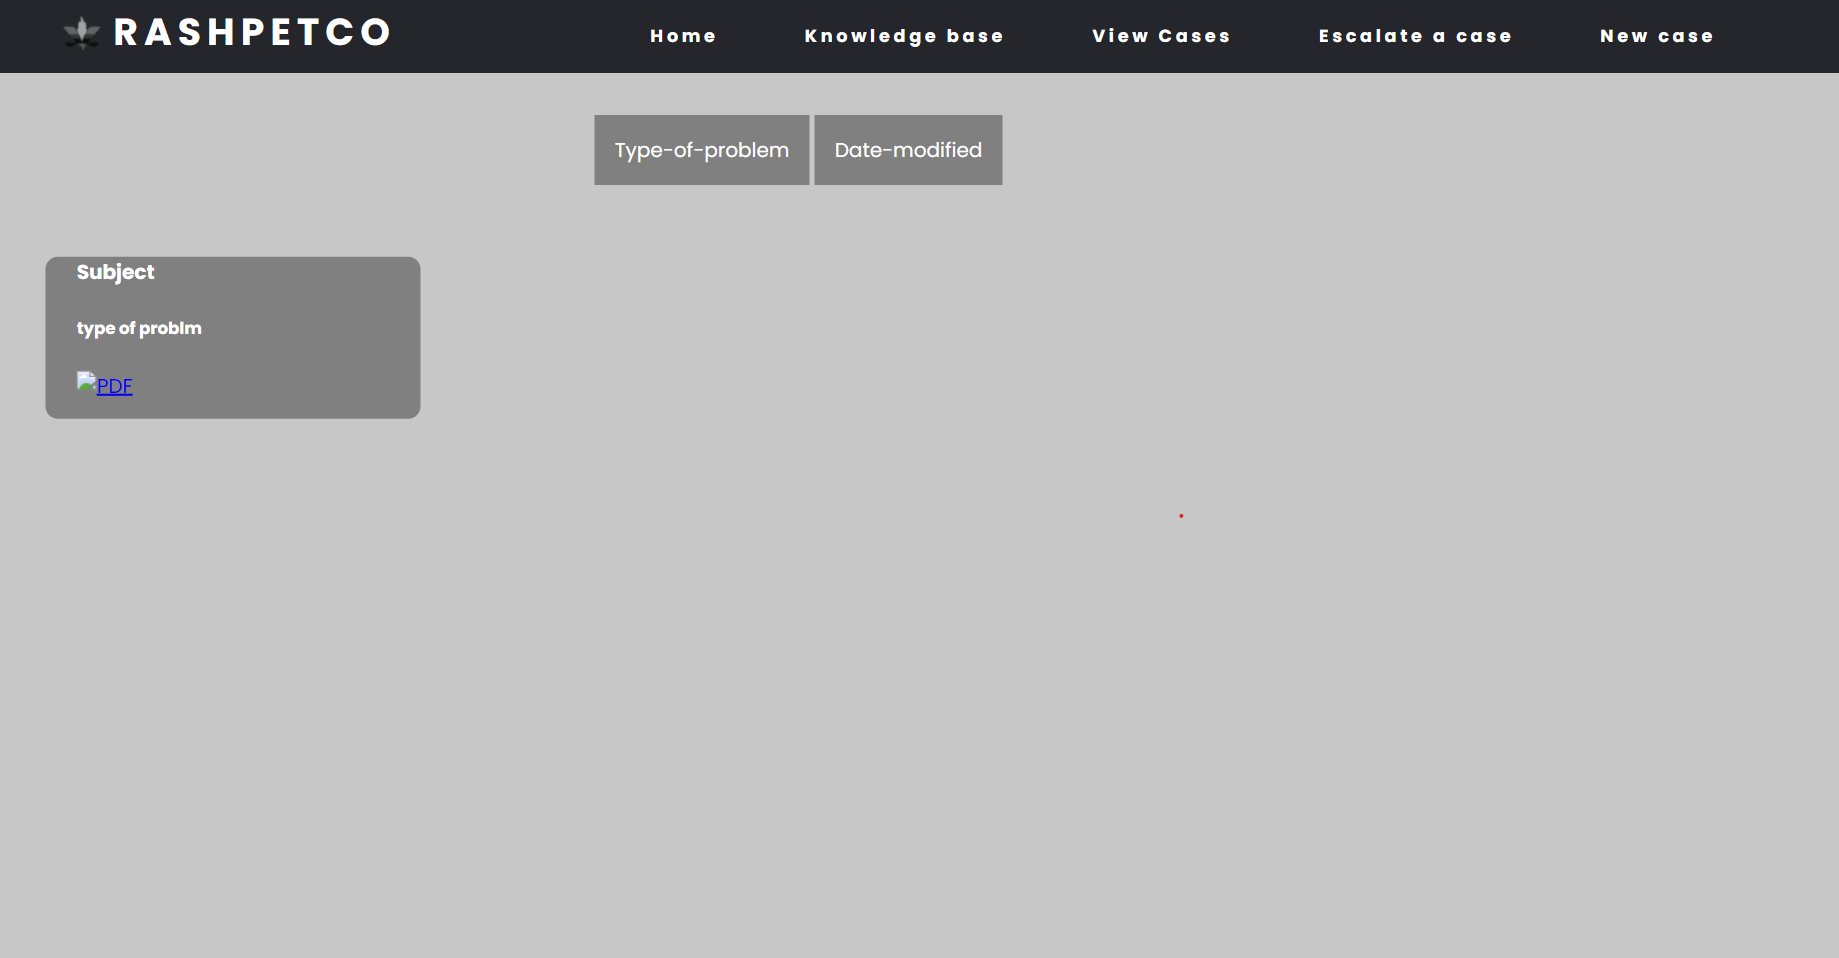 RASHPETCO
Home Knowledge base View Cases Escalate a case New case
Type-of-problem Date-modified
Subject
type of problm
PDF